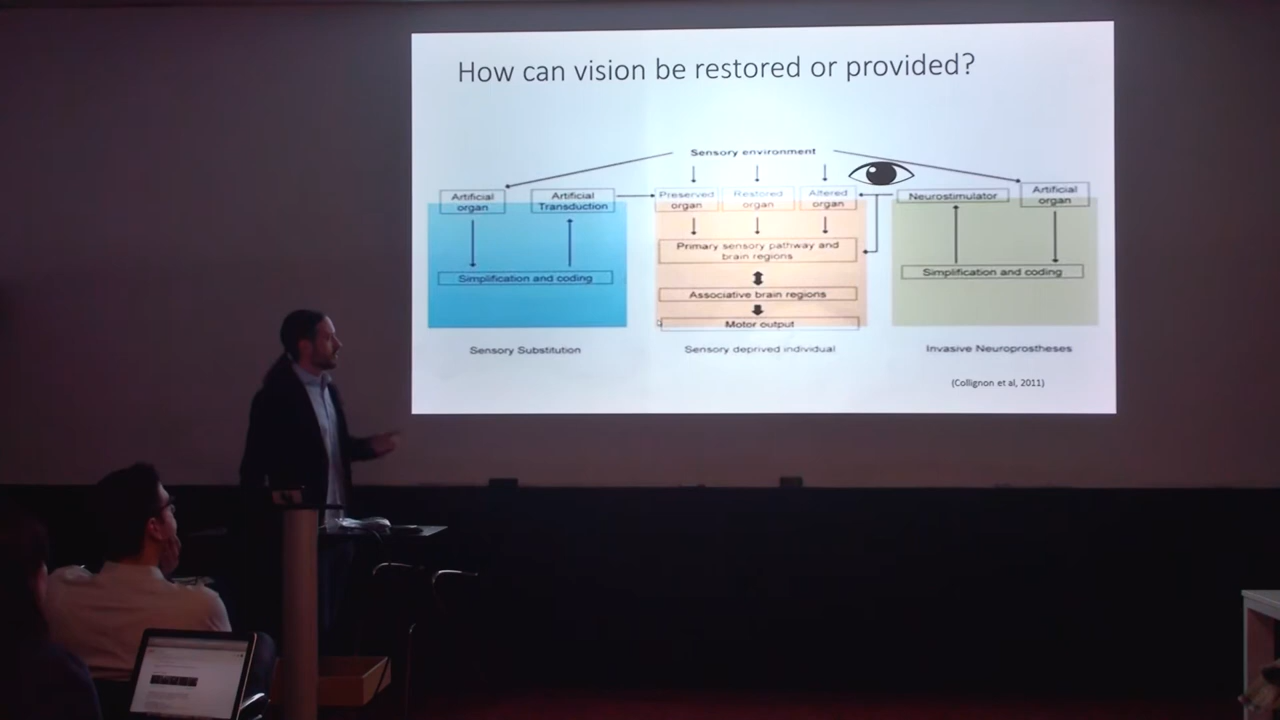 How can vision be restored or provided?
Sensory environment
Artificial
organ
Artificial
Transduction
Simplification and coding
Sensory Substitution
Preserved
organ
Restored
organ
Altered
organ
Primary sensory pathway and
brain regions
Associative brain regions
Motor output
Sensory deprived individual
Neurostimulator
Artificial
organ
Simplification and coding
Invasive Neuroprostheses
(Collignon et al, 2011)